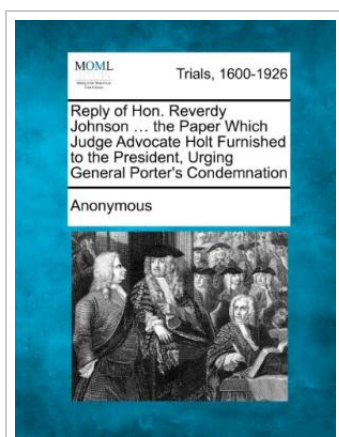 MOML
Trials, 1600-1926
Reply of Hon. Reverdy
Johnson ... the Paper Which
Judge Advocate Holt Furnished
to the President, Urging
General Porter's Condemnation
Anonymous